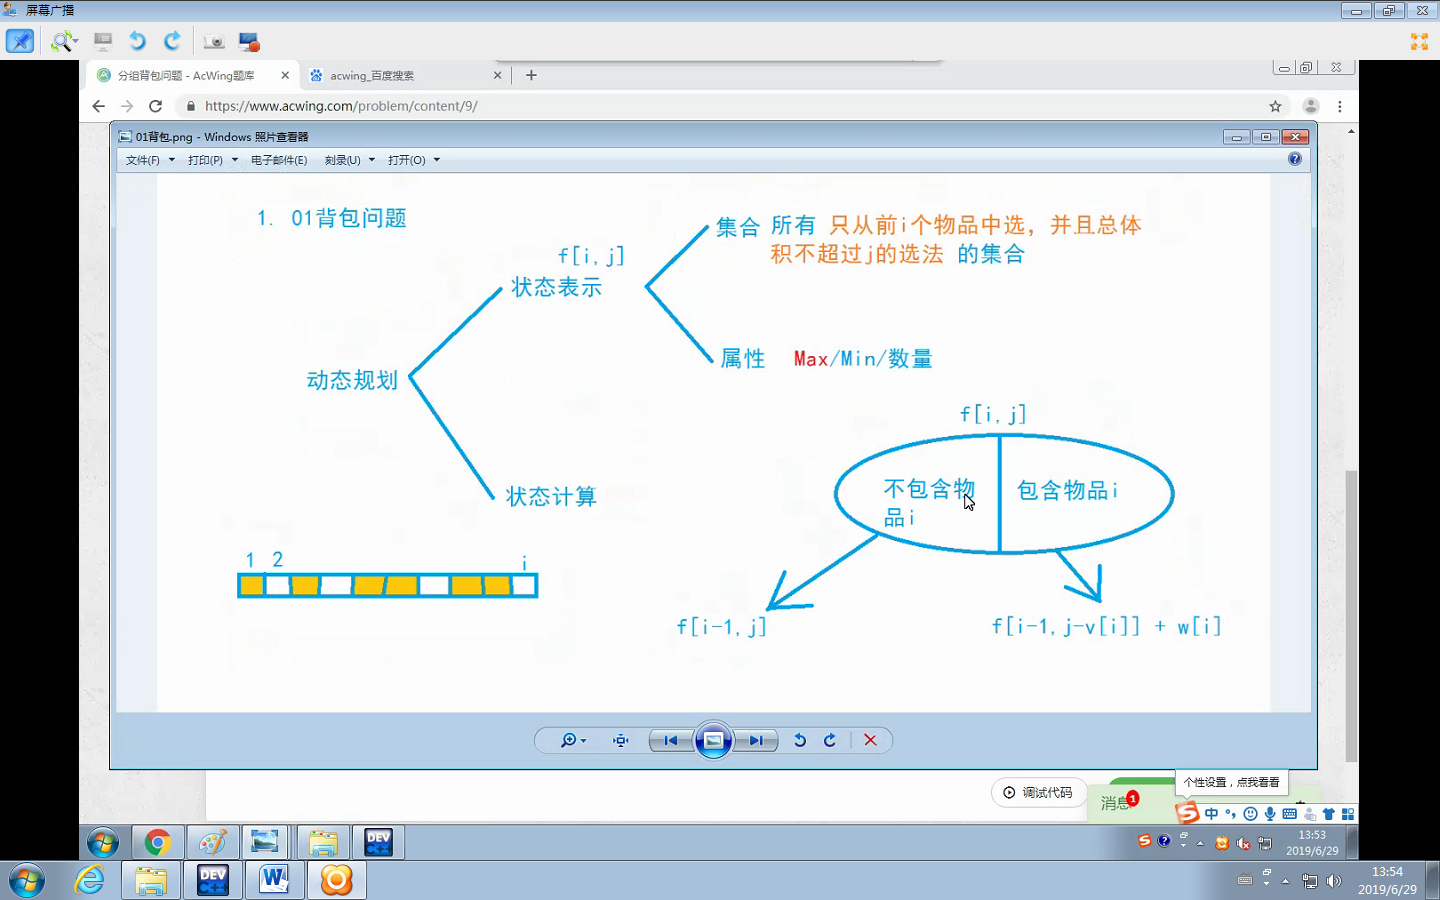 屏幕广播
分组背包问题 - AcWing题库
acwing_百度搜索
https://www.acwing.com/problem/content/9/
01背包.png - Windows 照片查看器
文件(F) 打印(P) 电子邮件(E) 刻录(U) 打开(O)
1. 01背包问题
集合 所有 只从前i个物品中选，并且总体
积不超过j的选法 的集合
f[i,j]
状态表示
属性 Max/Min/数量
动态规划
f[i,j]
不包含物
品i
包含物品i
状态计算
1 2 i
f[i-1,j]
f[i-1,j-v[i]] + w[i]
个性设置，点我看看
调试代码
消息
1
中
DEV
13:53
2019/6/29
DEV
C++
W
13:54
2019/6/29